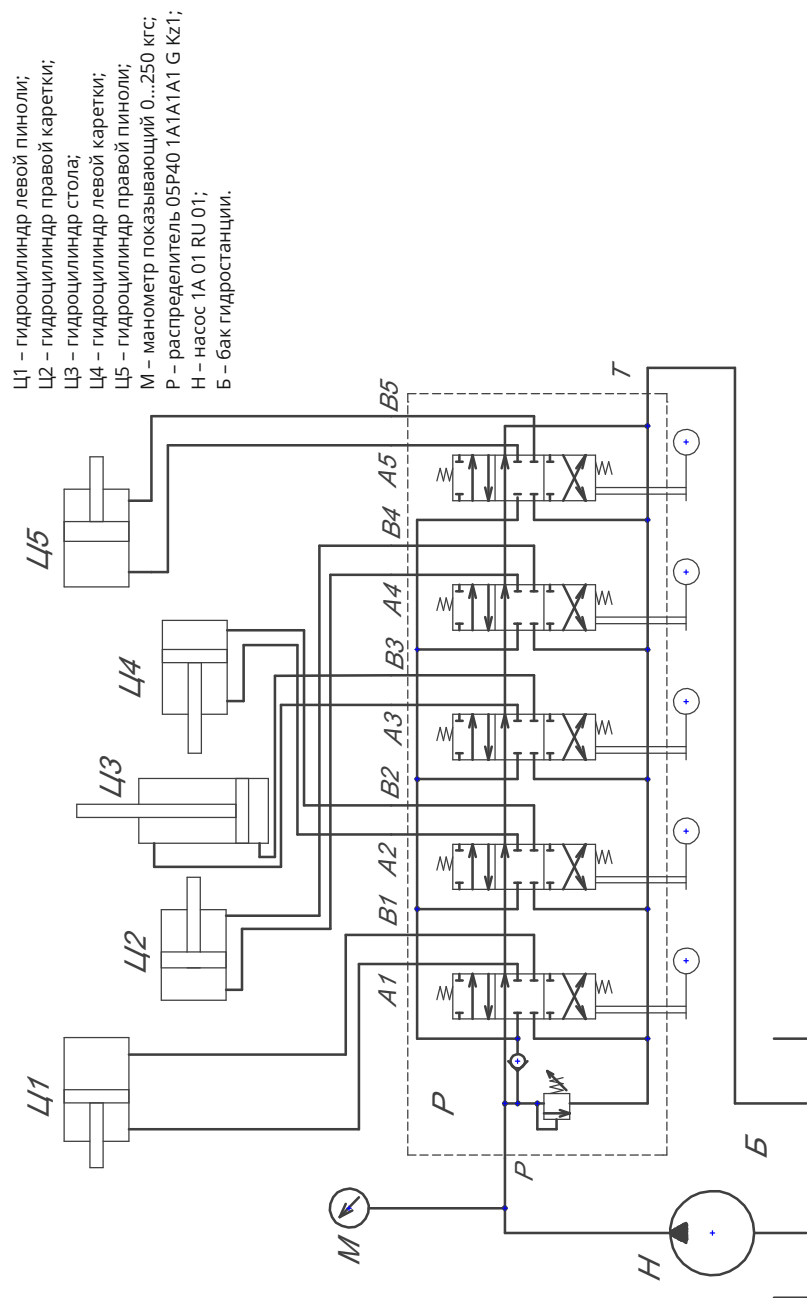 Ц1 – гидроцилиндр левой пиноли;
Ц2 – гидроцилиндр правой каретки;
Ц3 – гидроцилиндр стола;
Ц4 – гидроцилиндр левой каретки;
Ц5 – гидроцилиндр правой пиноли;
М – манометр показывающий 0...250 кгс;
Р – распределитель 05P40 1A1A1A1 G Kz1;
Н – насос 1А 01 RU 01;
Б – бак гидростанции.
Ц1
Ц2
Ц3
Ц4
Ц5
М
A1
B1
A2
B2
A3
B3
A4
B4
A5
B5
Р
P
T
Н
Б